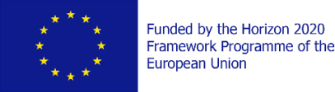 Funded by the Horizon 2020
Framework Programme of the
European Union